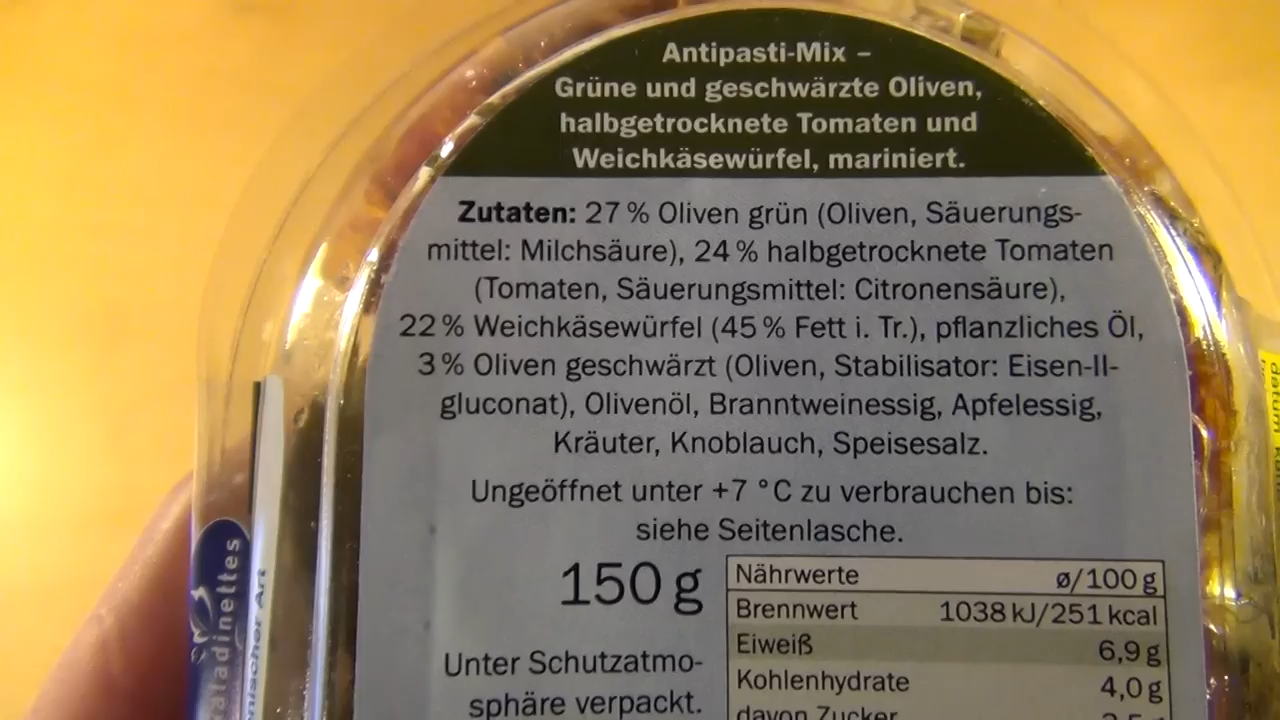 Antipasti-Mix –
Grüne und geschwärzte Oliven,
halbgetrocknete Tomaten und
Weichkäsewürfel, mariniert.
Zutaten: 27 % Oliven grün (Oliven, Säuerungs-
mittel: Milchsäure), 24 % halbgetrocknete Tomaten
(Tomaten, Säuerungsmittel: Citronensäure),
22 % Weichkäsewürfel (45 % Fett i. Tr.), pflanzliches Öl,
3 % Oliven geschwärzt (Oliven, Stabilisator: Eisen-II-
gluconat), Olivenöl, Branntweinessig, Apfelessig,
Kräuter, Knoblauch, Speisesalz.
Ungeöffnet unter +7 °C zu verbrauchen bis:
siehe Seitenlasche.
150 g
Unter Schutzatmo-
sphäre verpackt.
Nährwerte ø/100 g
Brennwert 1038 kJ/251 kcal
Eiweiß 6,9 g
Kohlenhydrate 4,0 g
davon Zucker